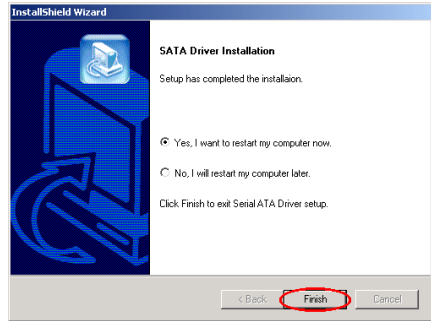 InstallShield Wizard
SATA Driver Installation
Setup has completed the installaion.
Yes, I want to restart my computer now.
No, I will restart my computer later.
Click Finish to exit Serial ATA Driver setup.
< Back Finish Cancel